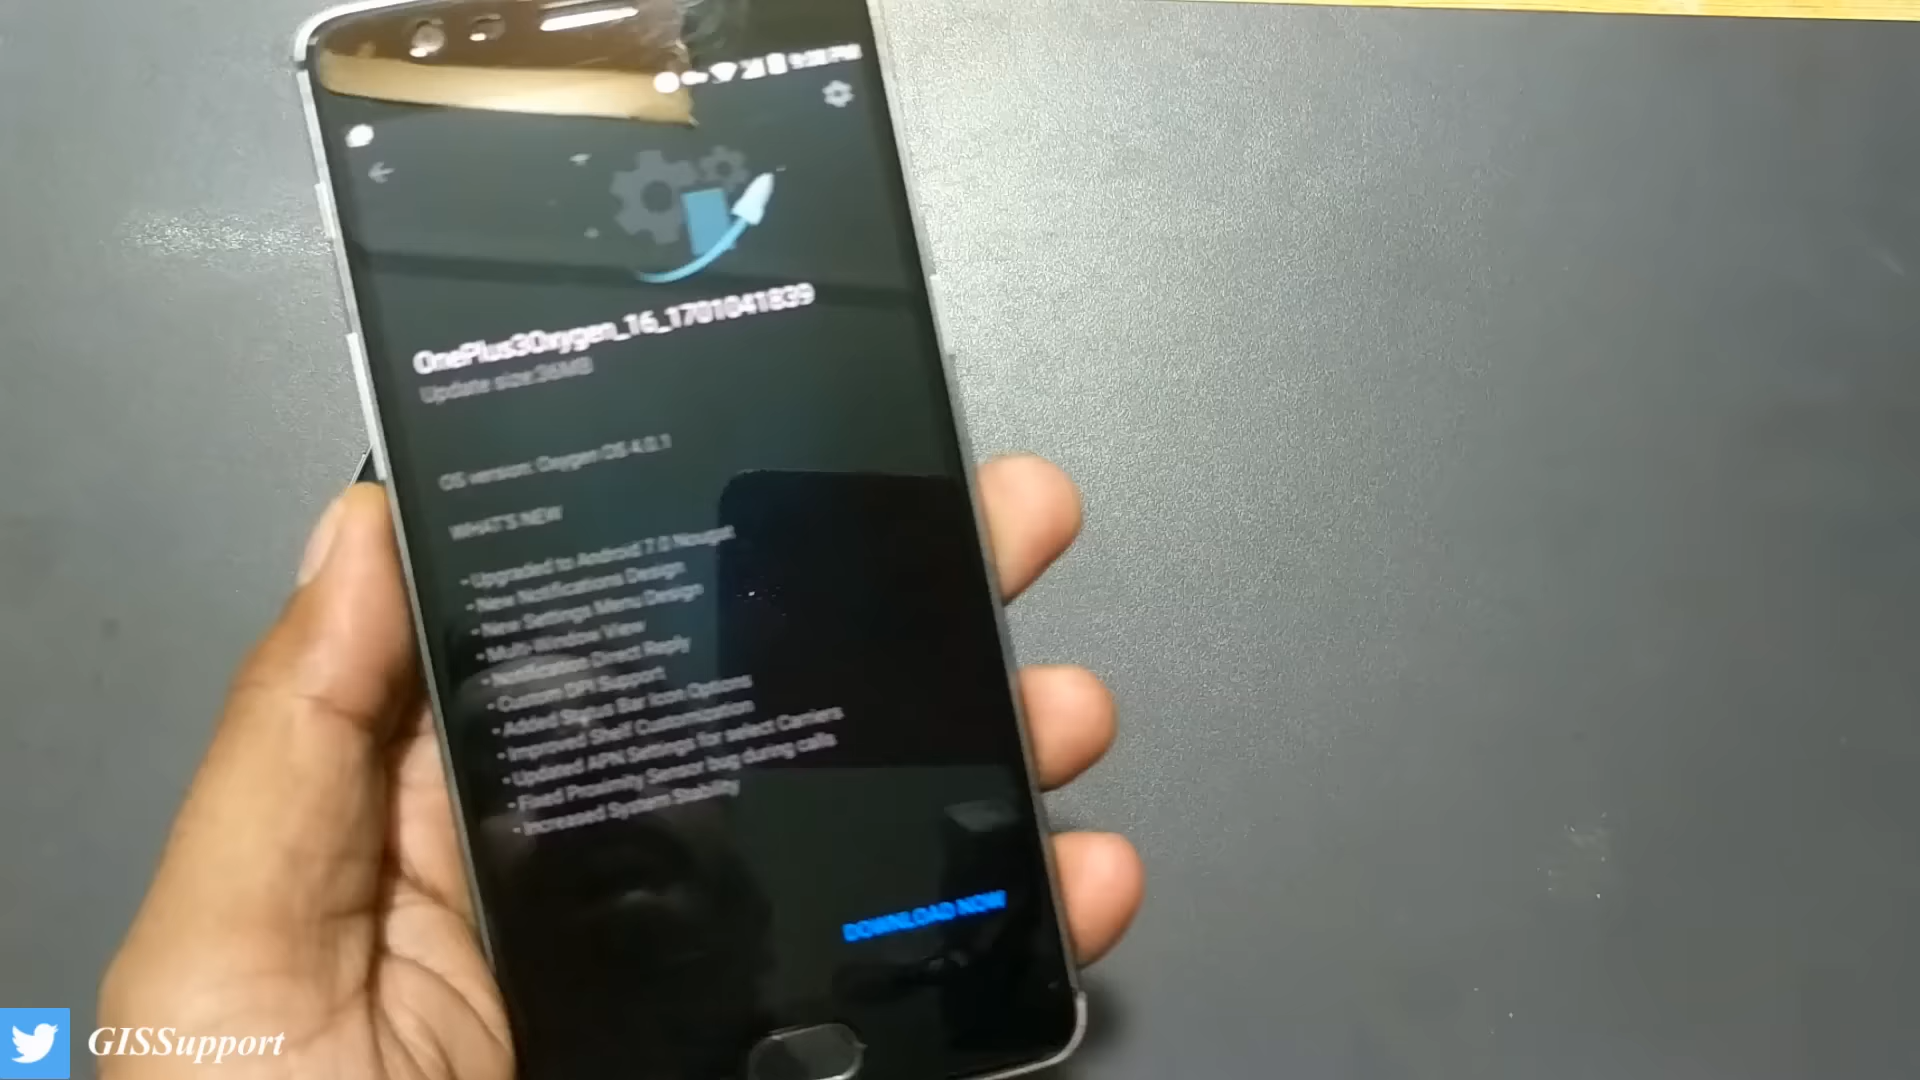 OnePlus3Oxygen_16_1701041839
Update size:36MB
OS version: Oxygen OS 4.0.1
WHAT'S NEW
• Upgraded to Android 7.0 Nougat
• New Notifications Design
• New Settings Menu Design
• Multi-Window View
• Notification Direct Reply
• Custom DPI Support
• Added Status Bar Icon Options
• Improved Shelf Customization
• Updated APN Settings for select Carriers
• Fixed Proximity Sensor bug during calls
• Increased System Stability
DOWNLOAD NOW
GISSupport